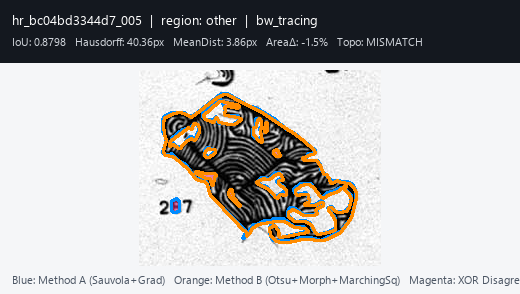 hr_bc04bd3344d7_005 | region: other | bw_tracing
IoU: 0.8798 Hausdorff: 40.36px MeanDist: 3.86px AreaΔ: -1.5% Topo: MISMATCH
287
Blue: Method A (Sauvola+Grad) Orange: Method B (Otsu+Morph+MarchingSq) Magenta: XOR Disagre